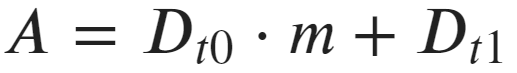 A = D_{t0} · m + D_{t1}